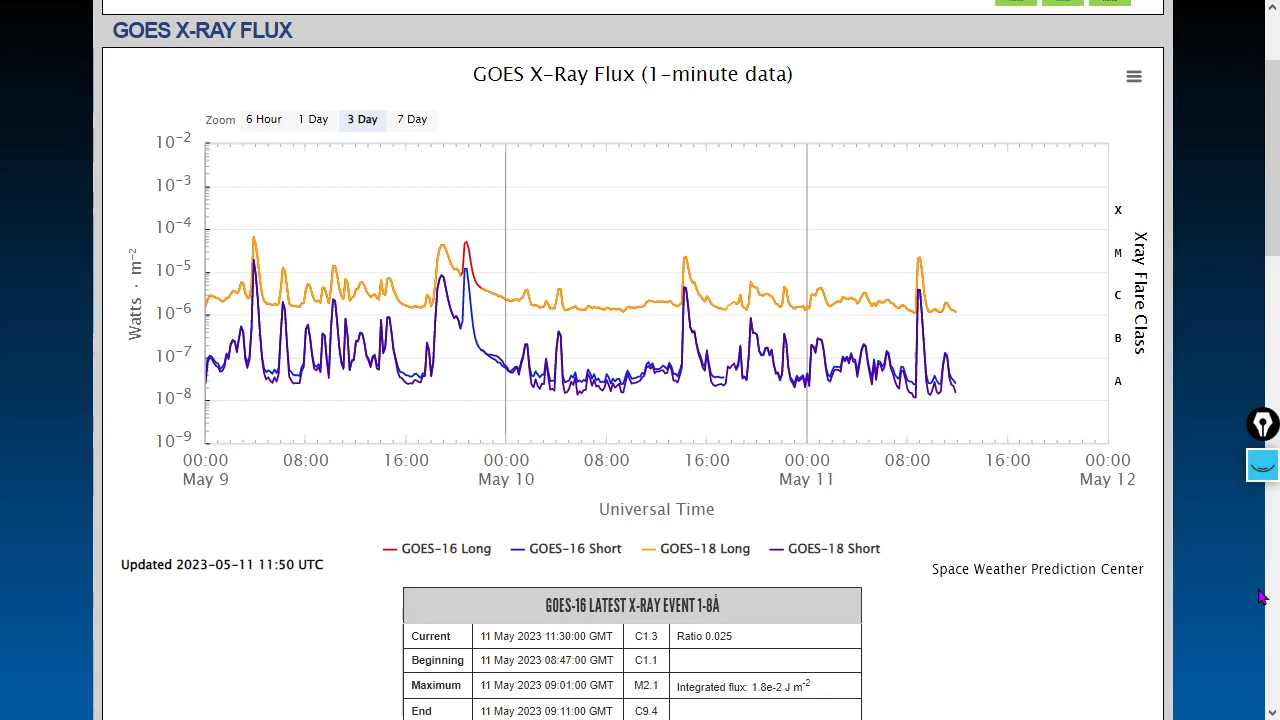 GOES X-RAY FLUX
GOES X-Ray Flux (1-minute data)
Zoom 6 Hour 1 Day 3 Day 7 Day
10⁻²
10⁻³
10⁻⁴
10⁻⁵
10⁻⁶
10⁻⁷
10⁻⁸
10⁻⁹
Watts · m⁻²
X
M
C
B
A
Xray Flare Class
00:00 08:00 16:00 00:00 08:00 16:00 00:00 08:00 16:00 00:00
May 9 May 10 May 11 May 12
Universal Time
GOES-16 Long GOES-16 Short GOES-18 Long GOES-18 Short
Updated 2023-05-11 11:50 UTC
Space Weather Prediction Center
GOES-16 LATEST X-RAY EVENT 1-8Å
Current 11 May 2023 11:30:00 GMT C1.3 Ratio 0.025
Beginning 11 May 2023 08:47:00 GMT C1.1
Maximum 11 May 2023 09:01:00 GMT M2.1 Integrated flux: 1.8e-2 J m⁻²
End 11 May 2023 09:11:00 GMT C9.4